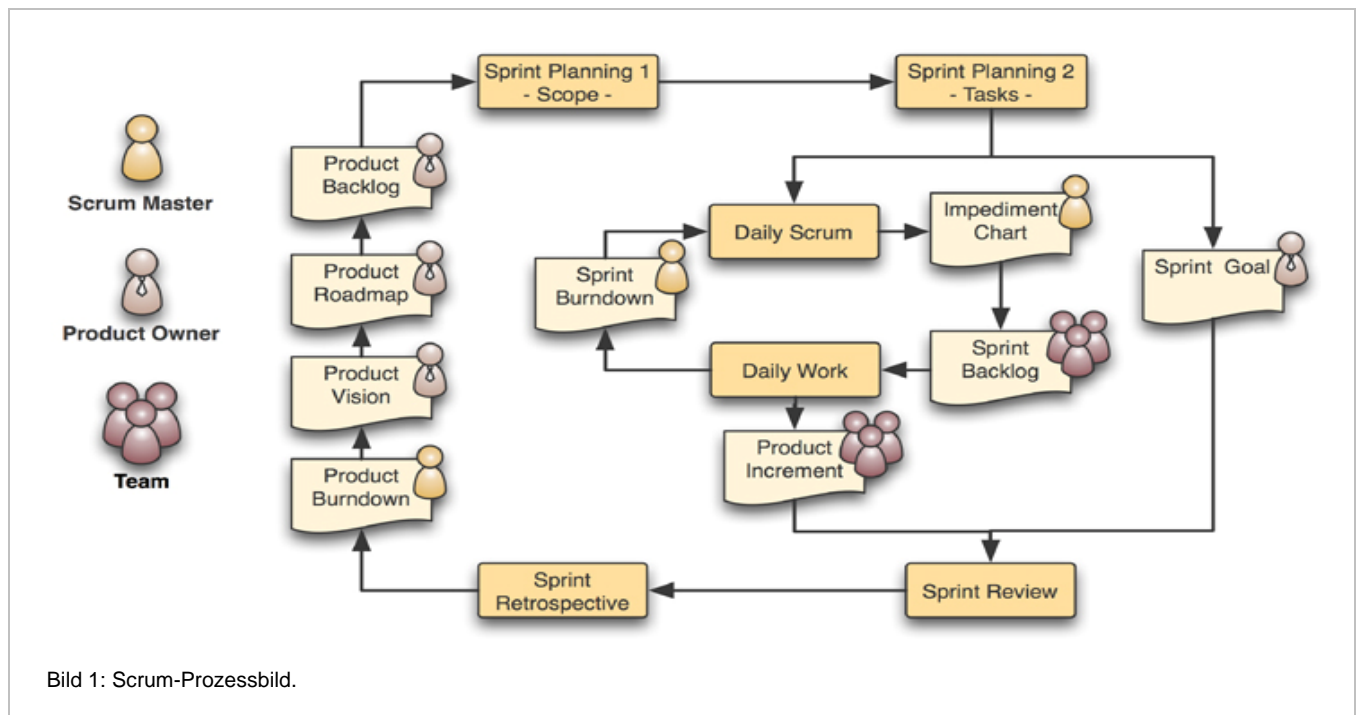 Sprint Planning 1
- Scope -
Sprint Planning 2
- Tasks -
Scrum Master
Product Owner
Team
Product
Backlog
Product
Roadmap
Product
Vision
Product
Burndown
Daily Scrum
Impediment
Chart
Sprint
Burndown
Sprint Goal
Daily Work
Sprint
Backlog
Product
Increment
Sprint
Retrospective
Sprint Review
Bild 1: Scrum-Prozessbild.